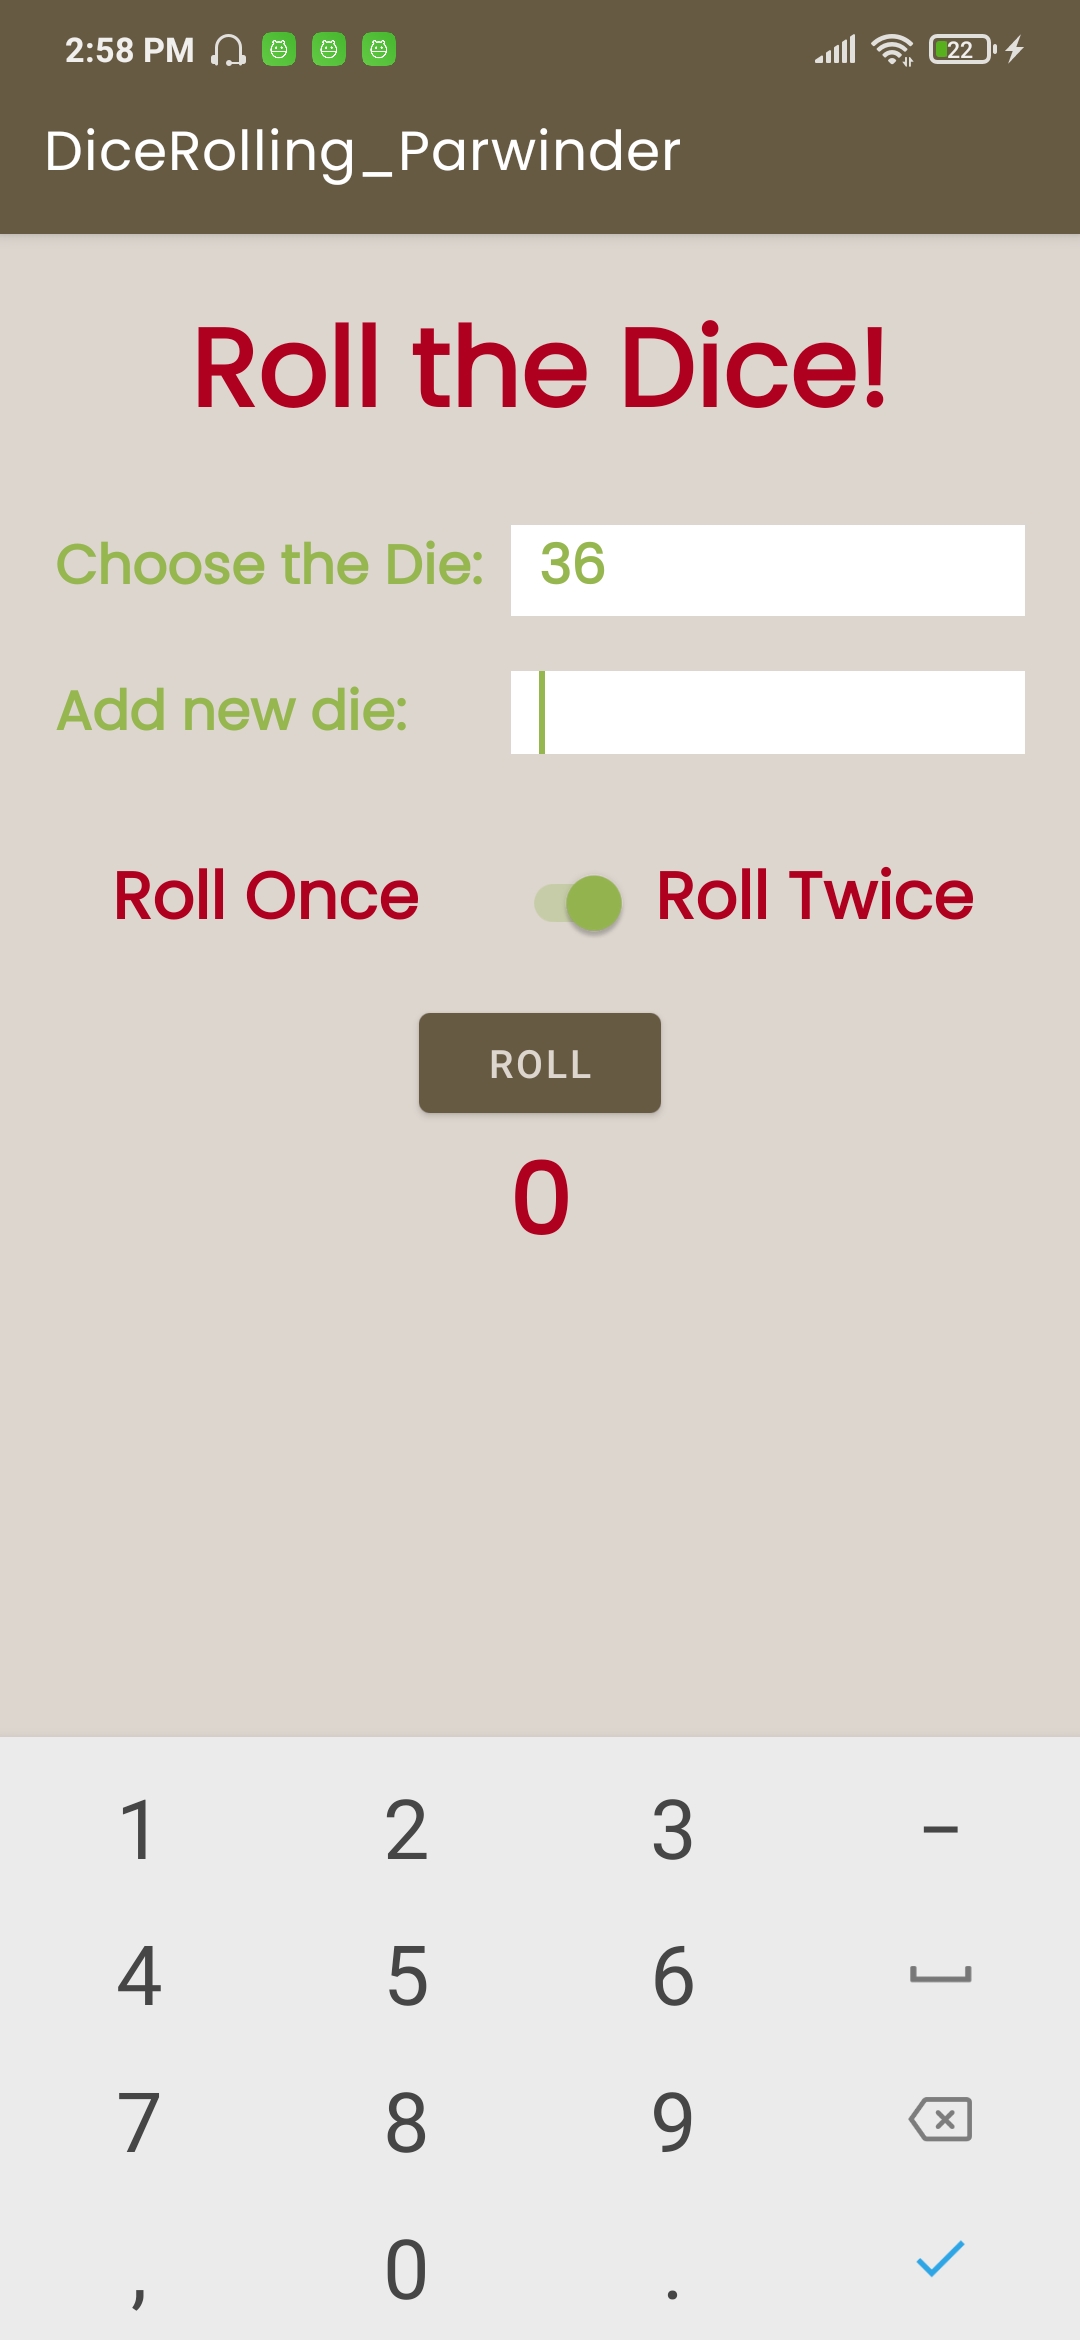 2:58 PM 22
DiceRolling_Parwinder
Roll the Dice!
Choose the Die: 36
Add new die:
Roll Once Roll Twice
ROLL
0
1 2 3 -
4 5 6
7 8 9
, 0 .